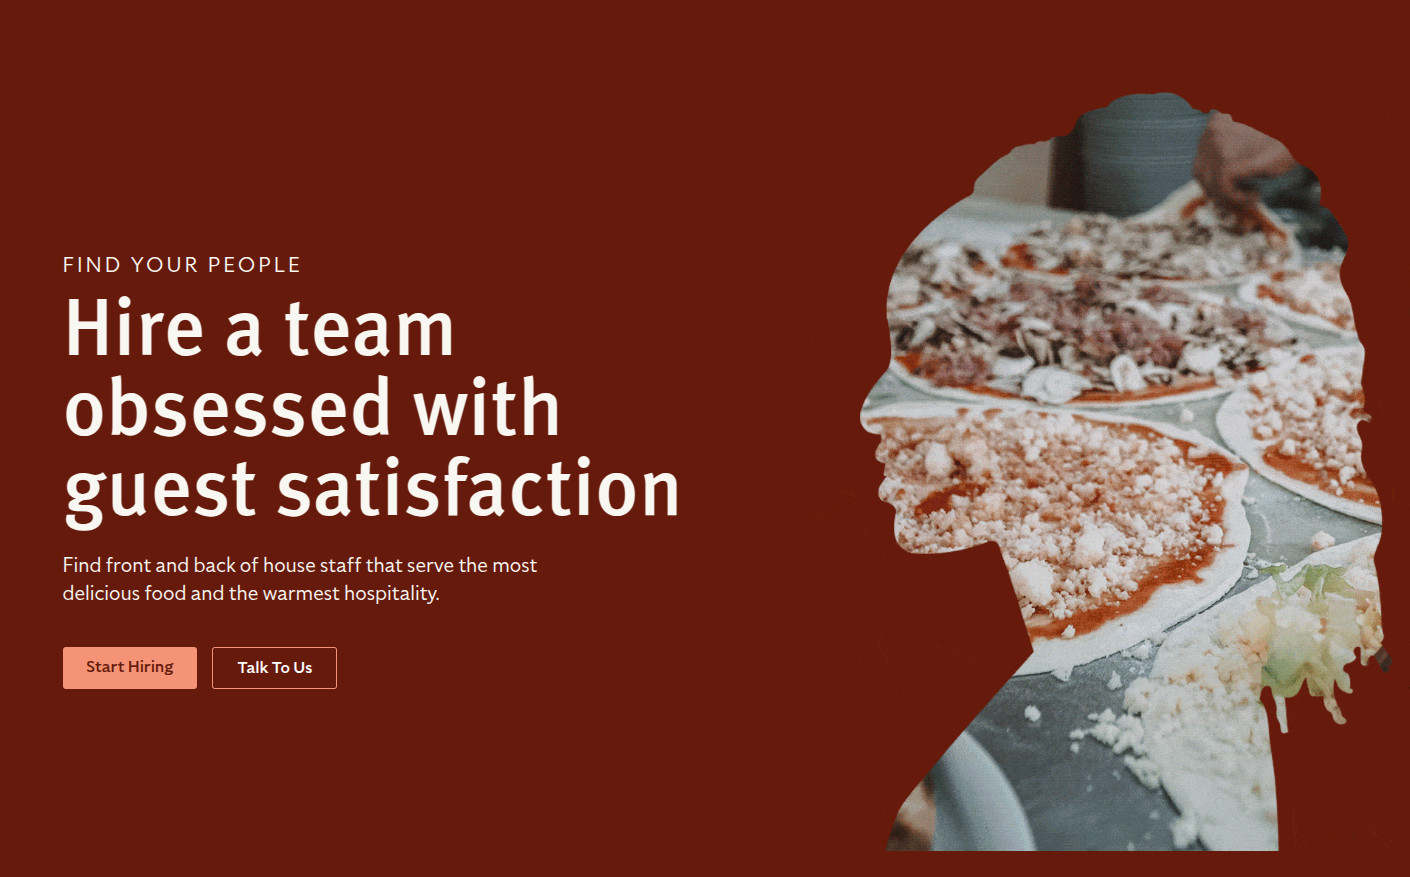 FIND YOUR PEOPLE
Hire a team
obsessed with
guest satisfaction
Find front and back of house staff that serve the most
delicious food and the warmest hospitality.
Start Hiring
Talk To Us